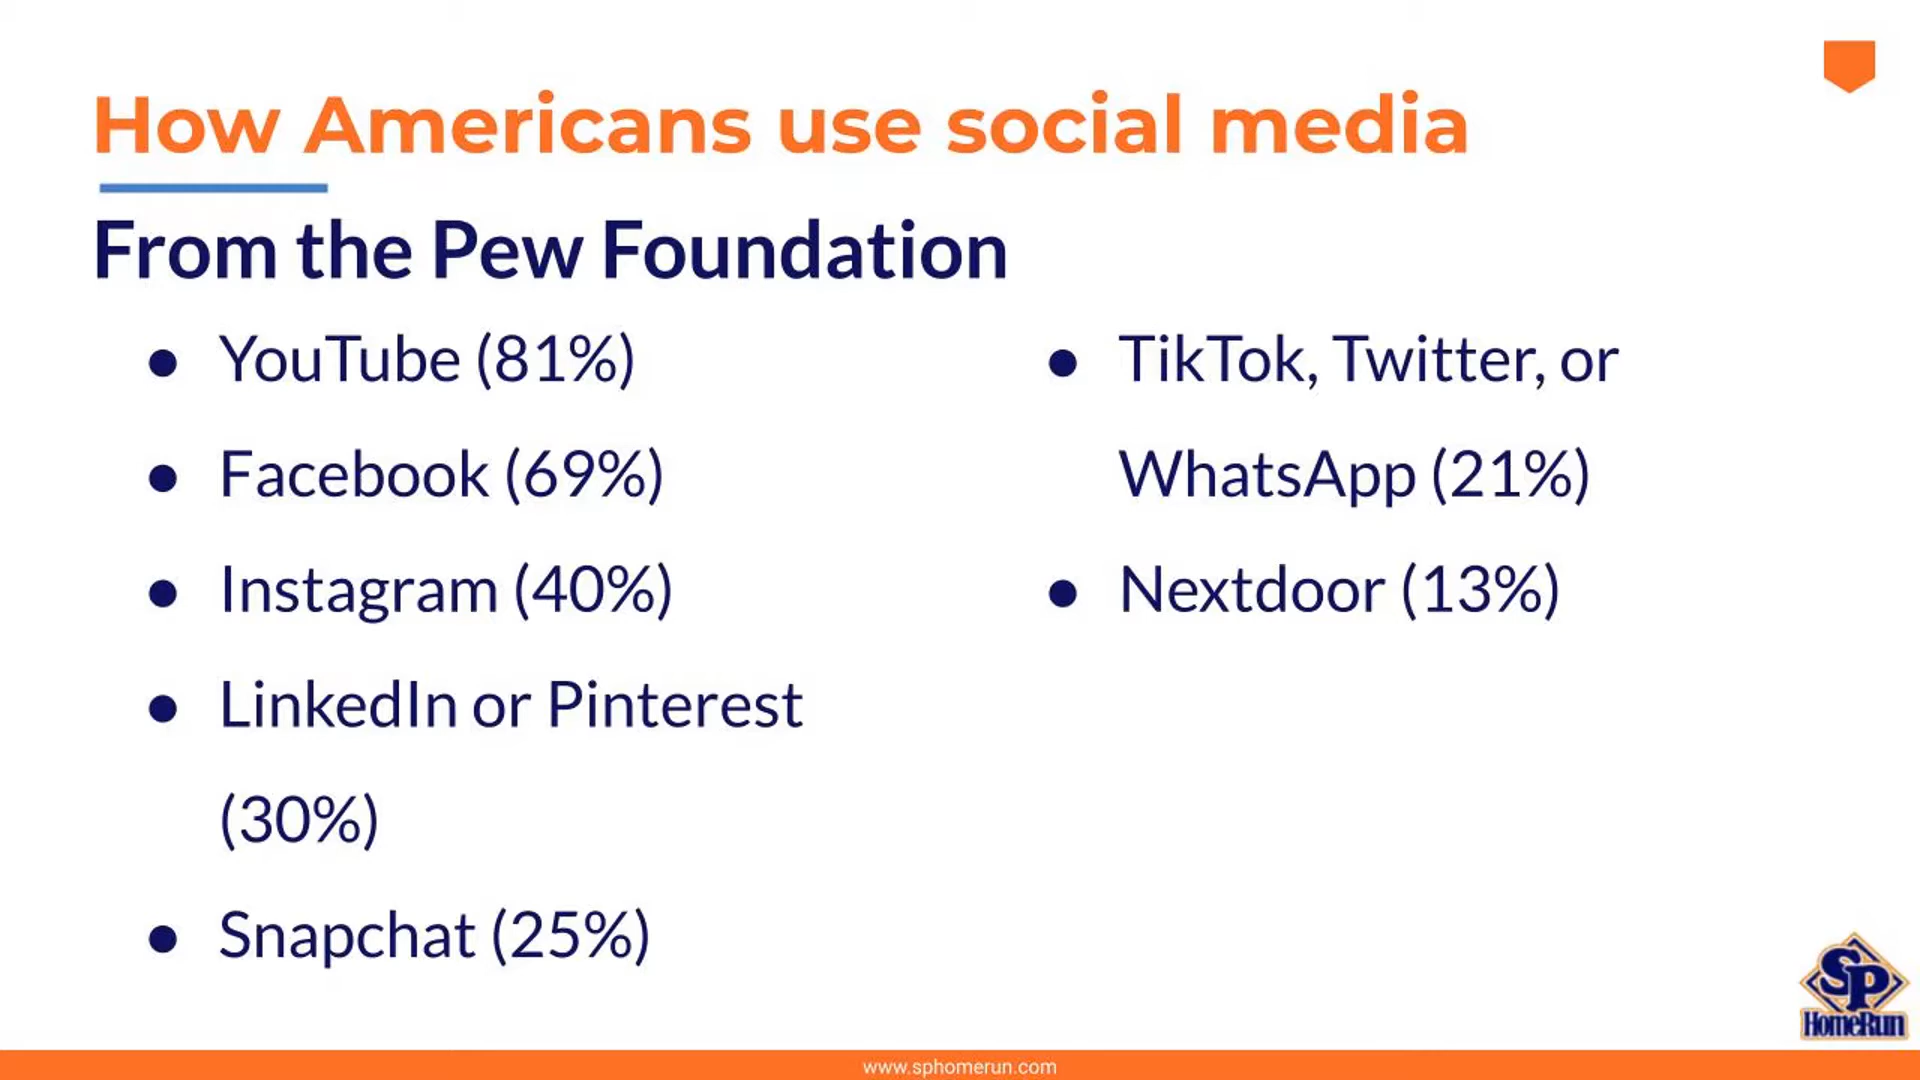 How Americans use social media
From the Pew Foundation
● YouTube (81%)
● Facebook (69%)
● Instagram (40%)
● LinkedIn or Pinterest
(30%)
● Snapchat (25%)
● TikTok, Twitter, or
WhatsApp (21%)
● Nextdoor (13%)
SP
HomeRun
www.sphomerun.com